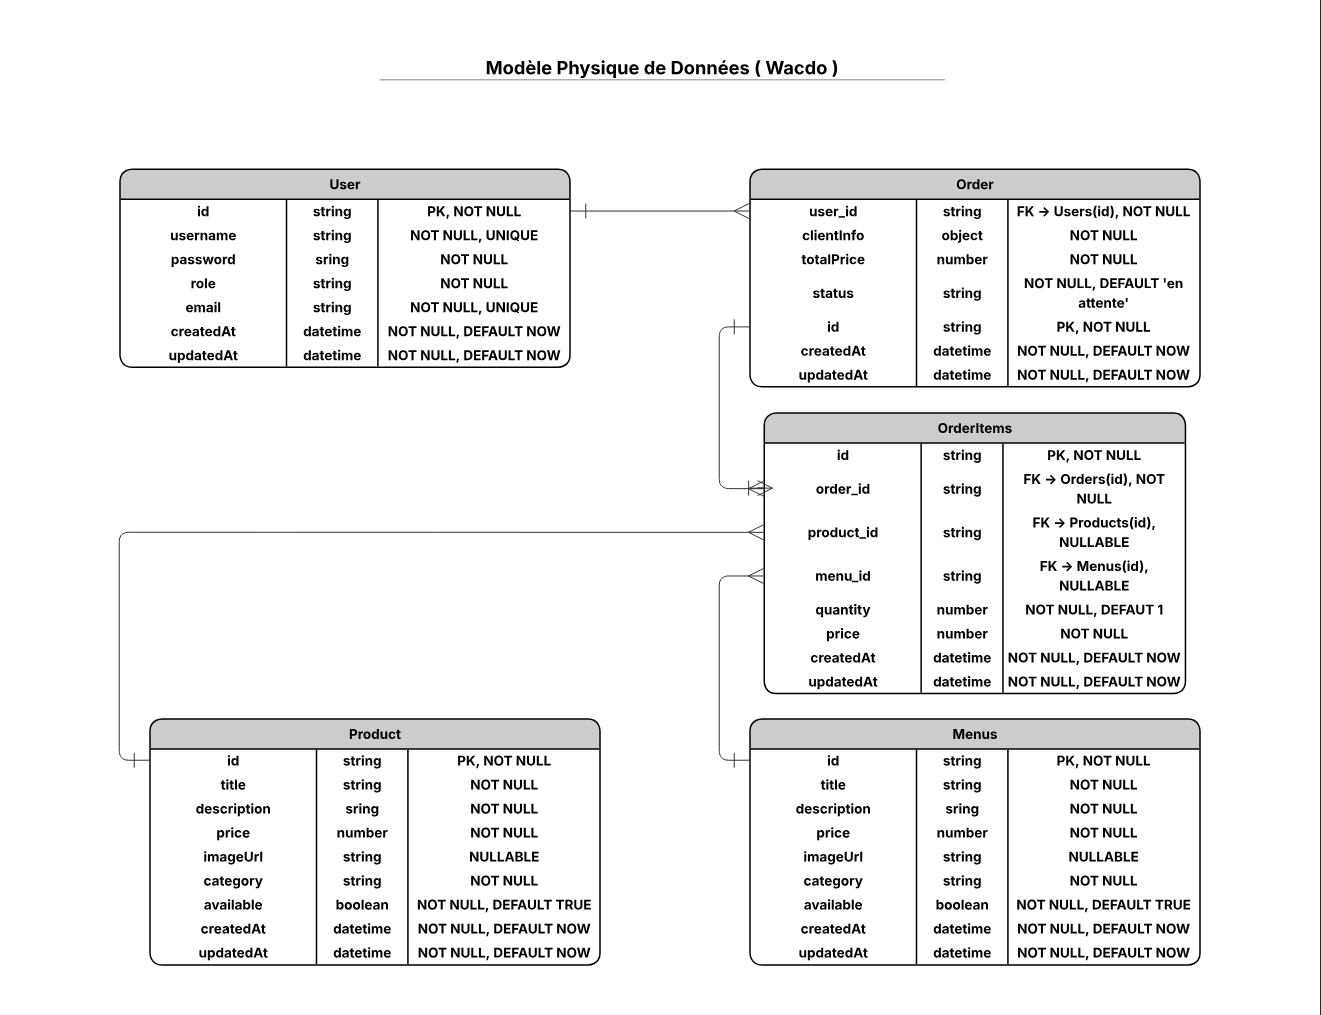 Modèle Physique de Données ( Wacdo )
User
id string PK, NOT NULL
username string NOT NULL, UNIQUE
password sring NOT NULL
role string NOT NULL
email string NOT NULL, UNIQUE
createdAt datetime NOT NULL, DEFAULT NOW
updatedAt datetime NOT NULL, DEFAULT NOW
Order
user_id string FK → Users(id), NOT NULL
clientInfo object NOT NULL
totalPrice number NOT NULL
status string NOT NULL, DEFAULT 'en
attente'
id string PK, NOT NULL
createdAt datetime NOT NULL, DEFAULT NOW
updatedAt datetime NOT NULL, DEFAULT NOW
OrderItems
id string PK, NOT NULL
order_id string FK → Orders(id), NOT
NULL
product_id string FK → Products(id),
NULLABLE
menu_id string FK → Menus(id),
NULLABLE
quantity number NOT NULL, DEFAUT 1
price number NOT NULL
createdAt datetime NOT NULL, DEFAULT NOW
updatedAt datetime NOT NULL, DEFAULT NOW
Product
id string PK, NOT NULL
title string NOT NULL
description sring NOT NULL
price number NOT NULL
imageUrl string NULLABLE
category string NOT NULL
available boolean NOT NULL, DEFAULT TRUE
createdAt datetime NOT NULL, DEFAULT NOW
updatedAt datetime NOT NULL, DEFAULT NOW
Menus
id string PK, NOT NULL
title string NOT NULL
description sring NOT NULL
price number NOT NULL
imageUrl string NULLABLE
category string NOT NULL
available boolean NOT NULL, DEFAULT TRUE
createdAt datetime NOT NULL, DEFAULT NOW
updatedAt datetime NOT NULL, DEFAULT NOW